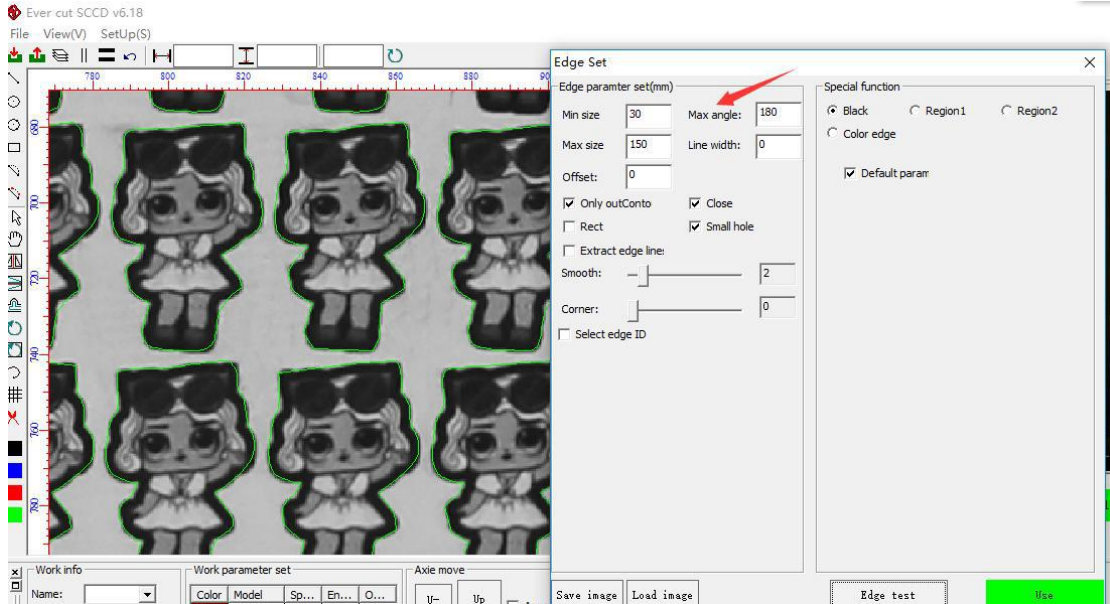 Ever cut SCCD v6.18
File View(V) SetUp(S)
Edge Set
780 800 820 840 860 880 90
680
700
720
740
760
780
Edge paramter set(mm)
Min size 30 Max angle: 180
Max size 150 Line width: 0
Offset: 0
Only outConto Close
Rect Small hole
Extract edge line:
Smooth: 2
Corner: 0
Select edge ID
Special function
Black Region1 Region2
Color edge
Default param
Save image Load image Edge test Use
Work info
Name:
Work parameter set
Color Model Sp... En... O...
Axie move
U- Up